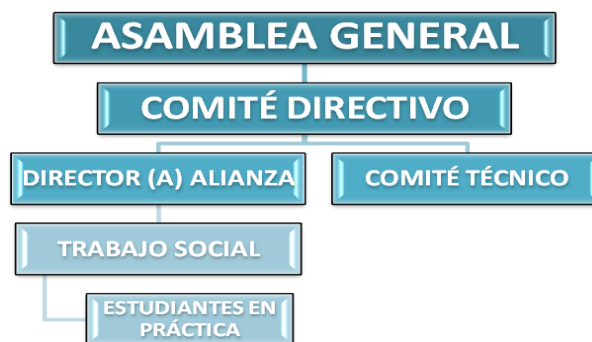 ASAMBLEA GENERAL
COMITÉ DIRECTIVO
DIRECTOR (A) ALIANZA
COMITÉ TÉCNICO
TRABAJO SOCIAL
ESTUDIANTES EN
PRÁCTICA